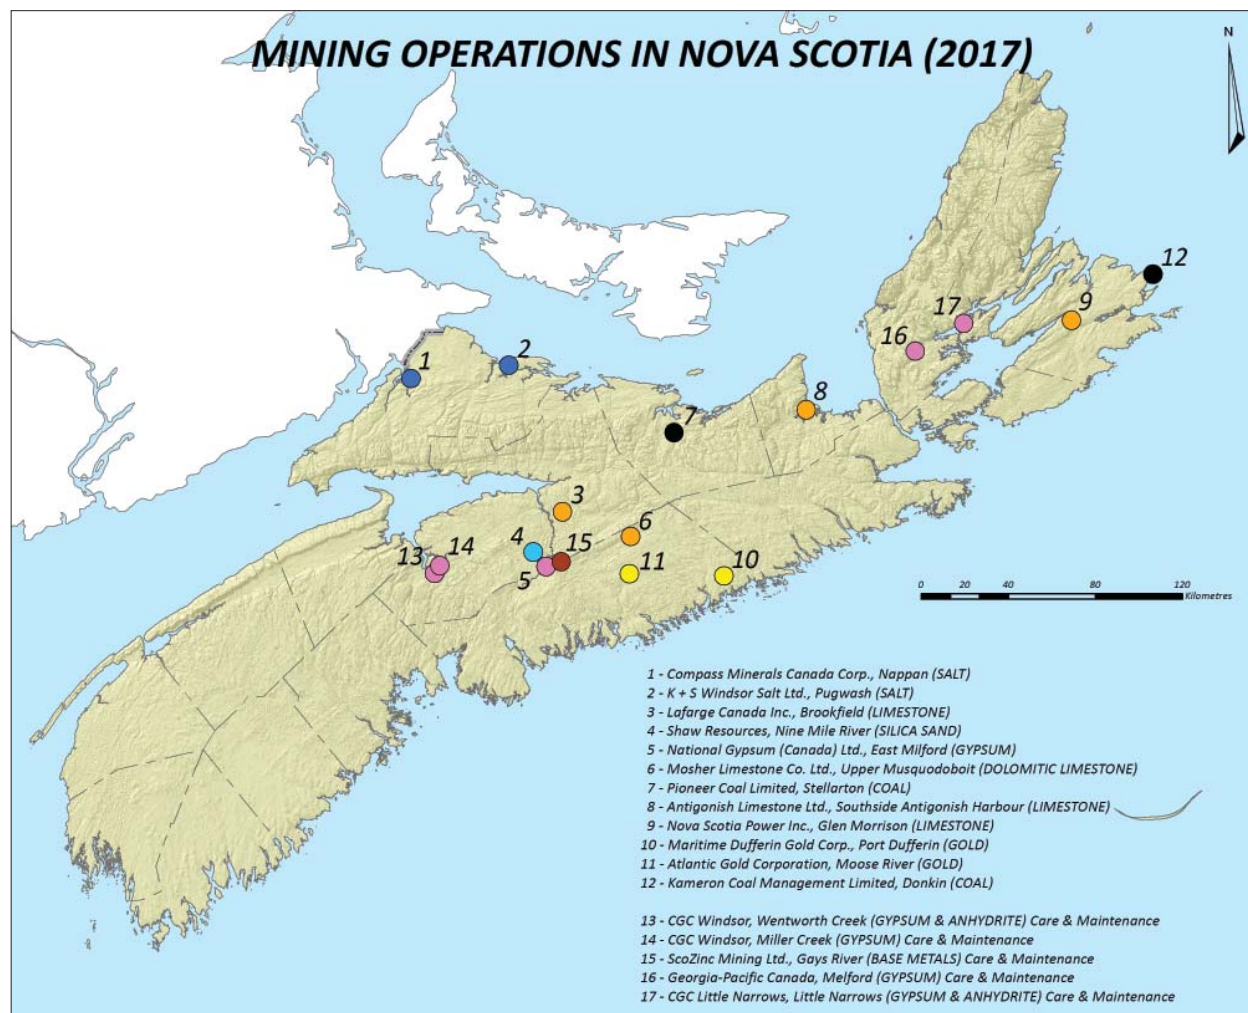 MINING OPERATIONS IN NOVA SCOTIA (2017)
N
12
17
9
16
1
2
8
7
3
6
4
15
14
13
5
11
10
0 20 40 80 120
Kilometres
1 - Compass Minerals Canada Corp., Nappan (SALT)
2 - K + S Windsor Salt Ltd., Pugwash (SALT)
3 - Lafarge Canada Inc., Brookfield (LIMESTONE)
4 - Shaw Resources, Nine Mile River (SILICA SAND)
5 - National Gypsum (Canada) Ltd., East Milford (GYPSUM)
6 - Mosher Limestone Co. Ltd., Upper Musquodoboit (DOLOMITIC LIMESTONE)
7 - Pioneer Coal Limited, Stellarton (COAL)
8 - Antigonish Limestone Ltd., Southside Antigonish Harbour (LIMESTONE)
9 - Nova Scotia Power Inc., Glen Morrison (LIMESTONE)
10 - Maritime Dufferin Gold Corp., Port Dufferin (GOLD)
11 - Atlantic Gold Corporation, Moose River (GOLD)
12 - Kameron Coal Management Limited, Donkin (COAL)
13 - CGC Windsor, Wentworth Creek (GYPSUM & ANHYDRITE) Care & Maintenance
14 - CGC Windsor, Miller Creek (GYPSUM) Care & Maintenance
15 - ScoZinc Mining Ltd., Gays River (BASE METALS) Care & Maintenance
16 - Georgia-Pacific Canada, Melford (GYPSUM) Care & Maintenance
17 - CGC Little Narrows, Little Narrows (GYPSUM & ANHYDRITE) Care & Maintenance